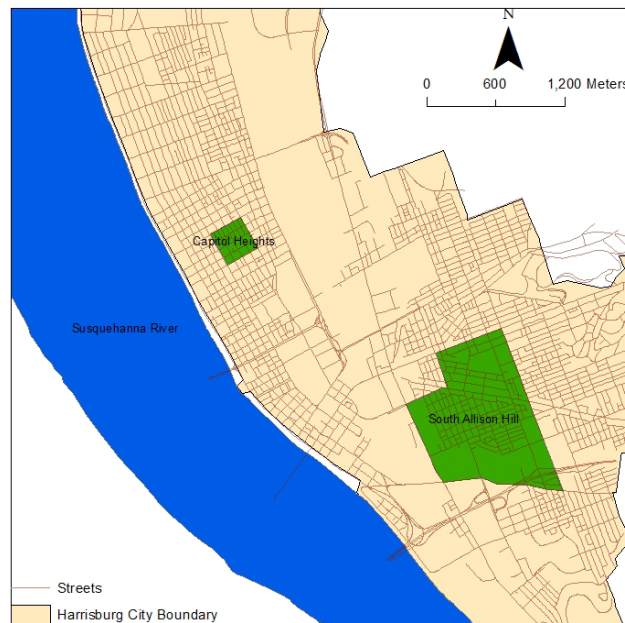 N
0 600 1,200 Meters
Capitol Heights
Susquehanna River
South Allison Hill
Streets
Harrisburg City Boundary